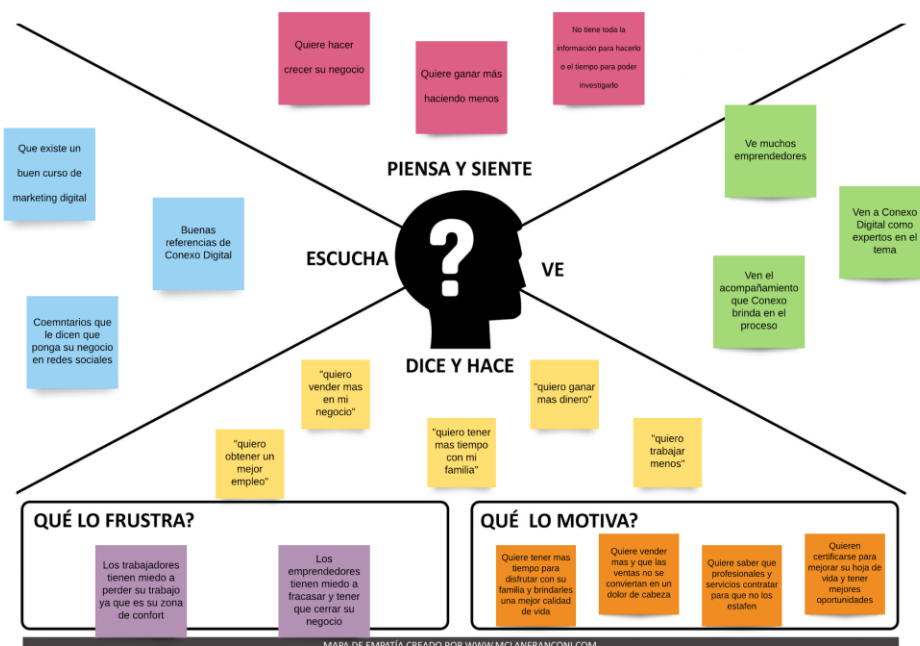 Quiere hacer
crecer su negocio
Quiere ganar más
haciendo menos
No tiene toda la
información para hacerlo
o el tiempo para poder
investigarlo
PIENSA Y SIENTE
Que existe un
buen curso de
marketing digital
Buenas
referencias de
Conexo Digital
Coemntarios que
le dicen que
ponga su negocio
en redes sociales
ESCUCHA
?
VE
Ve muchos
emprendedores
Ven a Conexo
Digital como
expertos en el
tema
Ven el
acompañamiento
que Conexo
brinda en el
proceso
DICE Y HACE
"quiero
vender mas
en mi
negocio"
"quiero ganar
mas dinero"
"quiero
obtener un
mejor
empleo"
"quiero tener
mas tiempo
con mi
familia"
"quiero
trabajar
menos"
QUÉ LO FRUSTRA?
Los trabajadores
tienen miedo a
perder su trabajo
ya que es su zona
de confort
Los
emprendedores
tienen miedo a
fracasar y tener
que cerrar su
negocio
QUÉ LO MOTIVA?
Quiere tener mas
tiempo para
disfrutar con su
familia y brindarles
una mejor calidad
de vida
Quiere vender
mas y que las
ventas no se
conviertan en un
dolor de cabeza
Quiere saber que
profesionales y
servicios contratar
para que no los
estafen
Quieren
certificarse para
mejorar su hoja de
vida y tener
mejores
oportunidades
MAPA DE EMPATÍA CREADO POR WWW.MCLANFRANCONI.COM